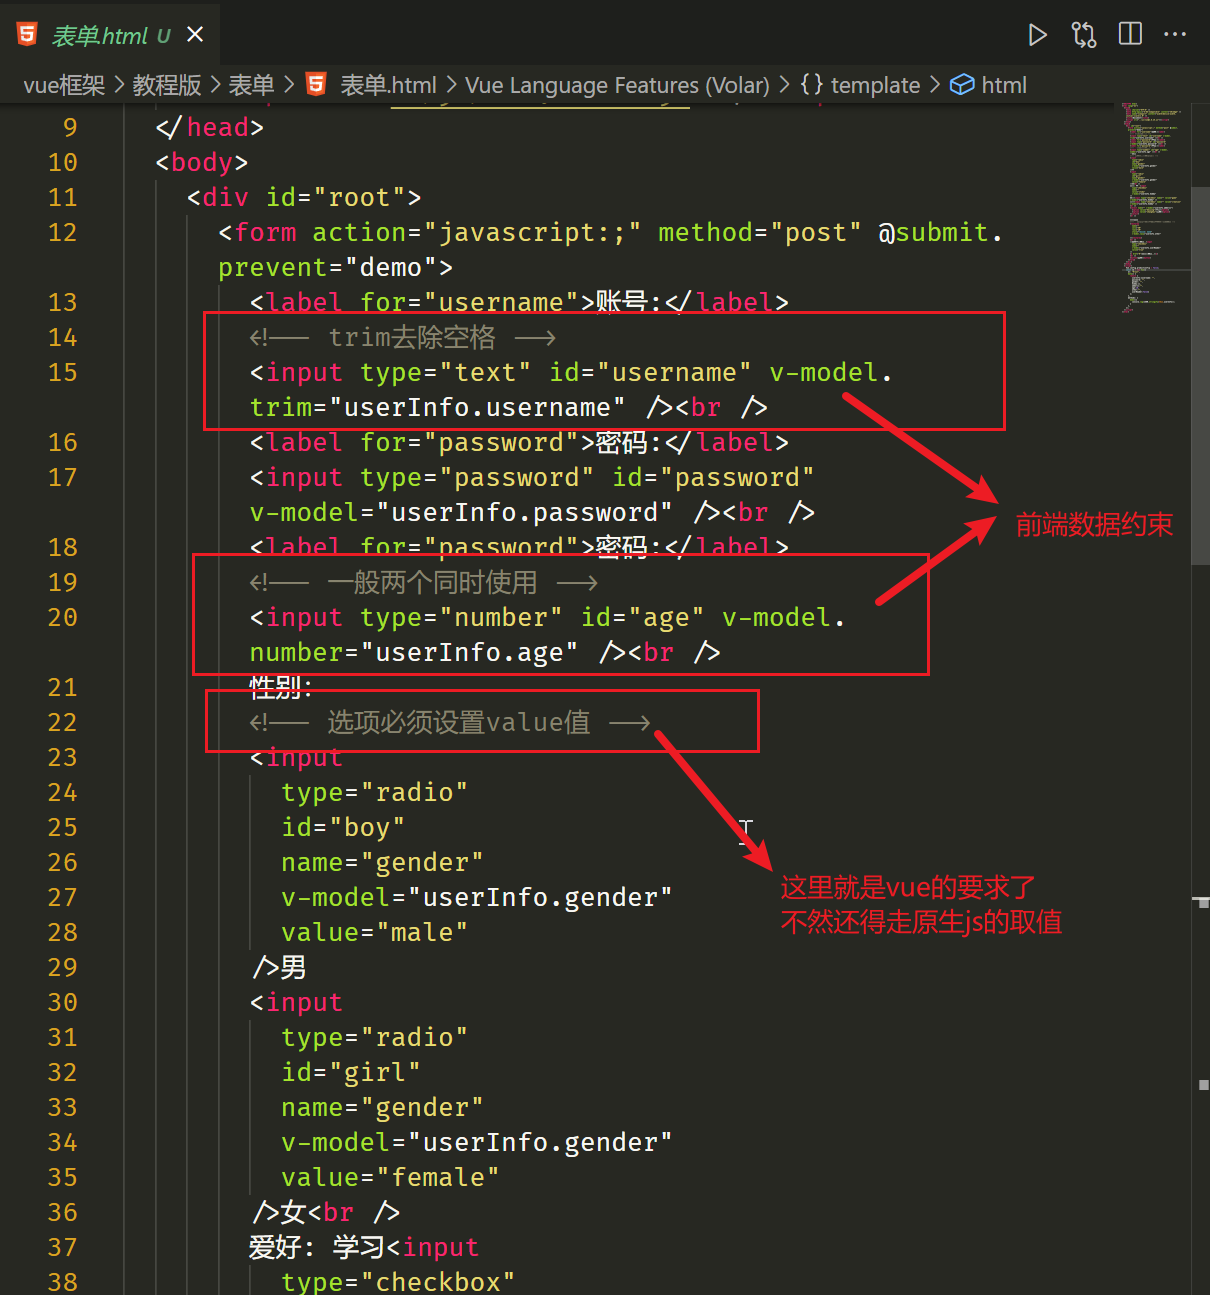 表单.html U
vue框架 > 教程版 > 表单 > 表单.html > Vue Language Features (Volar) > {} template > html
9 </head>
10 <body>
11 <div id="root">
12 <form action="javascript:;" method="post" @submit.
prevent="demo">
13 <label for="username">账号:</label>
14 <!-- trim去除空格 -->
15 <input type="text" id="username" v-model.
trim="userInfo.username" /><br />
16 <label for="password">密码:</label>
17 <input type="password" id="password"
v-model="userInfo.password" /><br />
前端数据约束
18 <label for="password">密码:</label>
19 <!-- 一般两个同时使用 -->
20 <input type="number" id="age" v-model.
number="userInfo.age" /><br />
21 性别:
22 <!-- 选项必须设置value值 -->
23 <input
24 type="radio"
25 id="boy"
26 name="gender"
27 v-model="userInfo.gender"
28 value="male"
这里就是vue的要求了
不然还得走原生js的取值
29 />男
30 <input
31 type="radio"
32 id="girl"
33 name="gender"
34 v-model="userInfo.gender"
35 value="female"
36 />女<br />
37 爱好: 学习<input
38 type="checkbox"